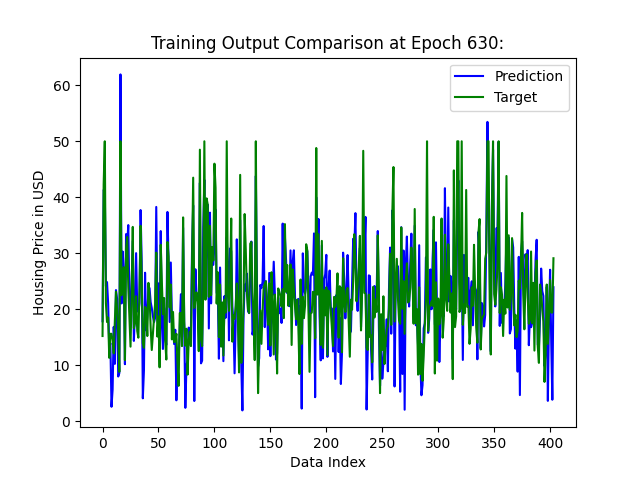 Training Output Comparison at Epoch 630:
Prediction
Target
Housing Price in USD
60
50
40
30
20
10
0
0 50 100 150 200 250 300 350 400
Data Index